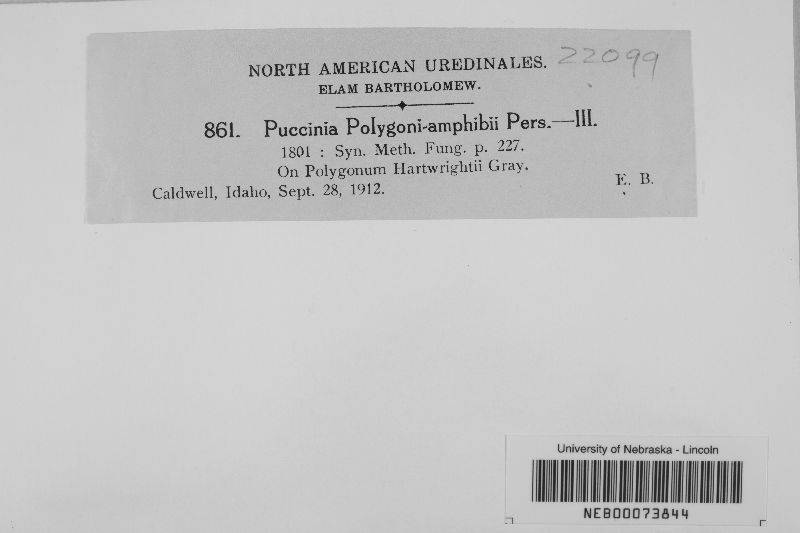 NORTH AMERICAN UREDINALES.
22099
ELAM BARTHOLOMEW.
861. Puccinia Polygoni-amphibii Pers.—III.
1801 : Syn. Meth. Fung. p. 227.
On Polygonum Hartwrightii Gray.
Caldwell, Idaho, Sept. 28, 1912.
E. B.
University of Nebraska - Lincoln
NEB00073844